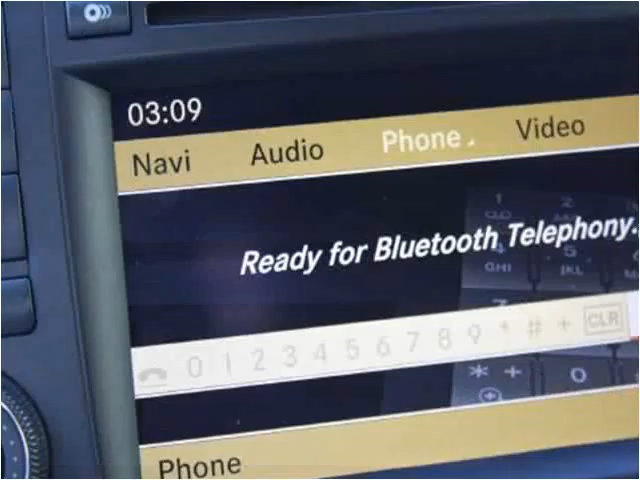 03:09
Navi Audio Phone Video
Ready for Bluetooth Telephony.
0 1 2 3 4 5 6 7 8 9 * # + CLR
Phone